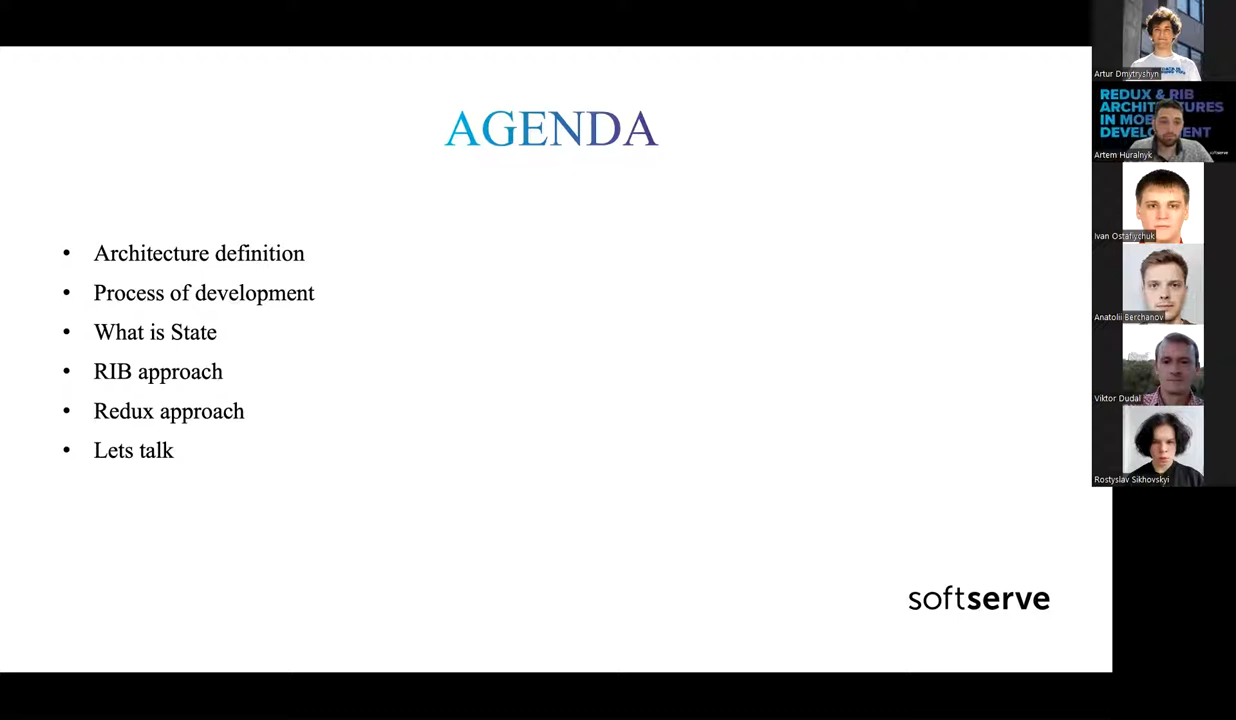 AGENDA
Architecture definition
Process of development
What is State
RIB approach
Redux approach
Lets talk
softserve
Artur Dmytryshyn
REDUX & RIB
ARCHITECTURES
IN MOB
DEVELOPMENT
Artem Huralnyk
Ivan Ostafiychuk
Anatolii Berchanov
Viktor Dudal
Rostyslav Sikhovskyi